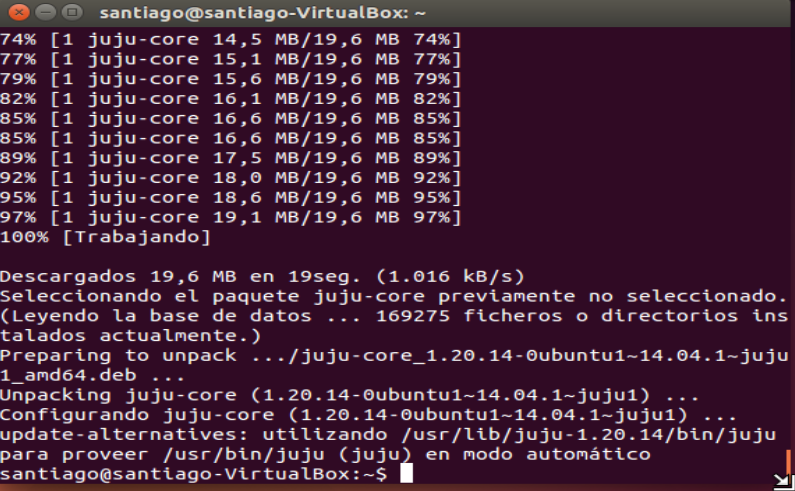 santiago@santiago-VirtualBox: ~
74% [1 juju-core 14,5 MB/19,6 MB 74%]
77% [1 juju-core 15,1 MB/19,6 MB 77%]
79% [1 juju-core 15,6 MB/19,6 MB 79%]
82% [1 juju-core 16,1 MB/19,6 MB 82%]
85% [1 juju-core 16,6 MB/19,6 MB 85%]
85% [1 juju-core 16,6 MB/19,6 MB 85%]
89% [1 juju-core 17,5 MB/19,6 MB 89%]
92% [1 juju-core 18,0 MB/19,6 MB 92%]
95% [1 juju-core 18,6 MB/19,6 MB 95%]
97% [1 juju-core 19,1 MB/19,6 MB 97%]
100% [Trabajando]
Descargados 19,6 MB en 19seg. (1.016 kB/s)
Seleccionando el paquete juju-core previamente no seleccionado.
(Leyendo la base de datos ... 169275 ficheros o directorios ins
talados actualmente.)
Preparing to unpack .../juju-core_1.20.14-0ubuntu1~14.04.1~juju
1_amd64.deb ...
Unpacking juju-core (1.20.14-0ubuntu1~14.04.1~juju1) ...
Configurando juju-core (1.20.14-0ubuntu1~14.04.1~juju1) ...
update-alternatives: utilizando /usr/lib/juju-1.20.14/bin/juju
para proveer /usr/bin/juju (juju) en modo automático
santiago@santiago-VirtualBox:~$